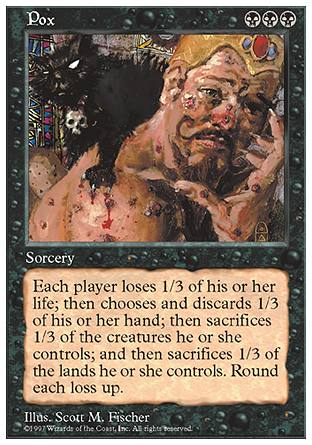 Pox
Sorcery
Each player loses 1/3 of his or her
life; then chooses and discards 1/3
of his or her hand; then sacrifices
1/3 of the creatures he or she
controls; and then sacrifices 1/3 of
the lands he or she controls. Round
each loss up.
Illus. Scott M. Fischer
©1997 Wizards of the Coast, Inc. All rights reserved.